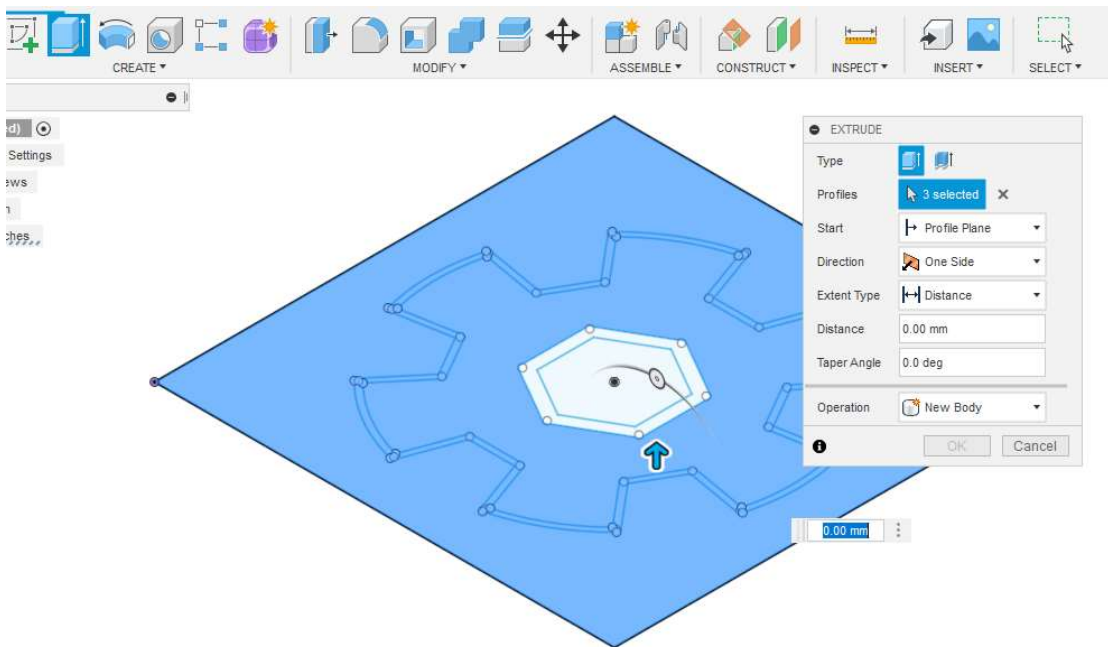 CREATE ▾
MODIFY ▾
ASSEMBLE ▾
CONSTRUCT ▾
INSPECT ▾
INSERT ▾
SELECT ▾
Settings
EXTRUDE
Type
Profiles 3 selected
Start Profile Plane
Direction One Side
Extent Type Distance
Distance 0.00 mm
Taper Angle 0.0 deg
Operation New Body
OK Cancel
0.00 mm